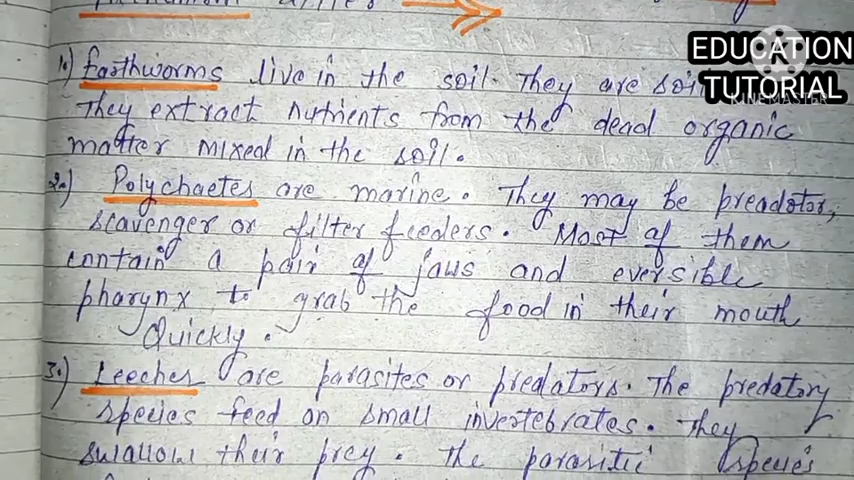 EDUCATION
TUTORIAL
KINEMASTER
1.) Earthworms live in the soil. They are
They extract nutrients from the dead organic
matter mixed in the soil.
2.) Polychaetes are marine. They may be preadotor,
scavenger or filter feeders. Most of them
contain a pair of jaws and eversible
pharynx to grab the food in their mouth
Quickly.
3.) Leeches are parasites or predators. The predatory
species feed on small invertebrates. They
swallow their prey. The parasitic species